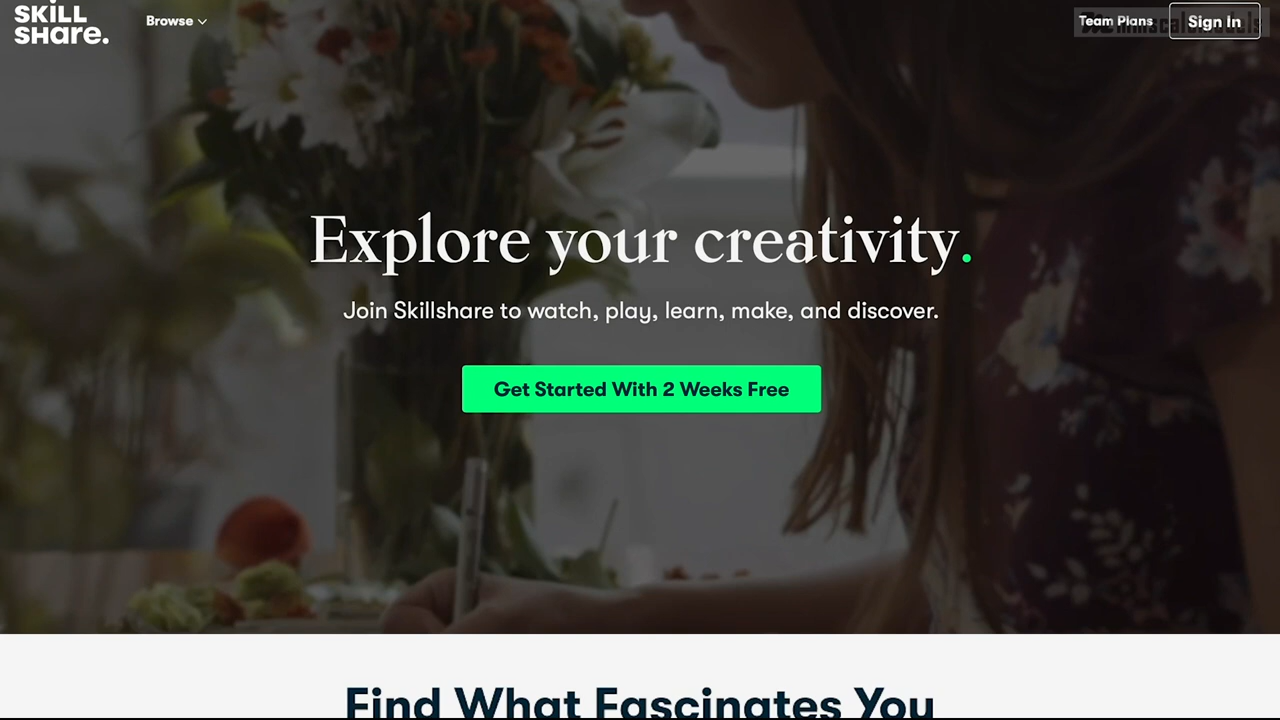 SKILL
SHare.
Browse
Team Plans
Sign In
Explore your creativity.
Join Skillshare to watch, play, learn, make, and discover.
Get Started With 2 Weeks Free
Find What Fascinates You